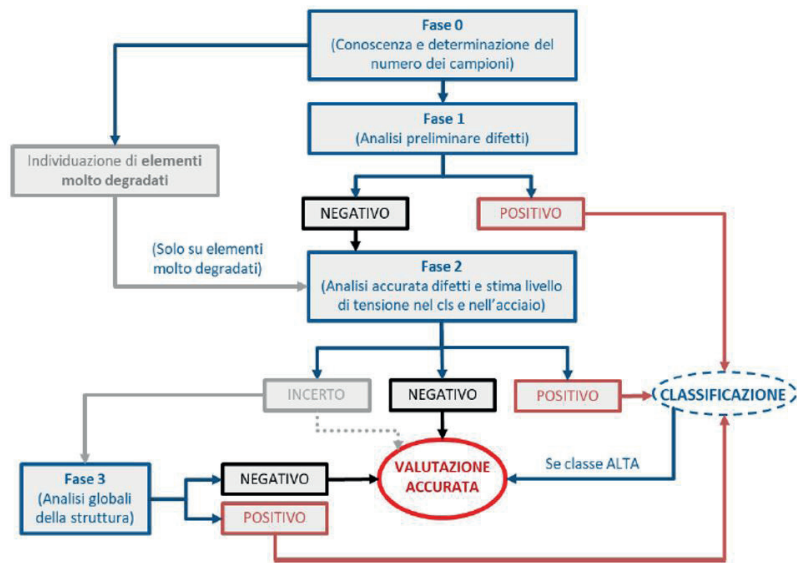 Fase 0
(Conoscenza e determinazione del
numero dei campioni)
Fase 1
(Analisi preliminare difetti)
Individuazione di elementi
molto degradati
NEGATIVO
POSITIVO
(Solo su elementi
molto degradati)
Fase 2
(Analisi accurata difetti e stima livello
di tensione nel cls e nell'acciaio)
INCERTO
NEGATIVO
POSITIVO
CLASSIFICAZIONE
Fase 3
(Analisi globali
della struttura)
NEGATIVO
POSITIVO
VALUTAZIONE
ACCURATA
Se classe ALTA